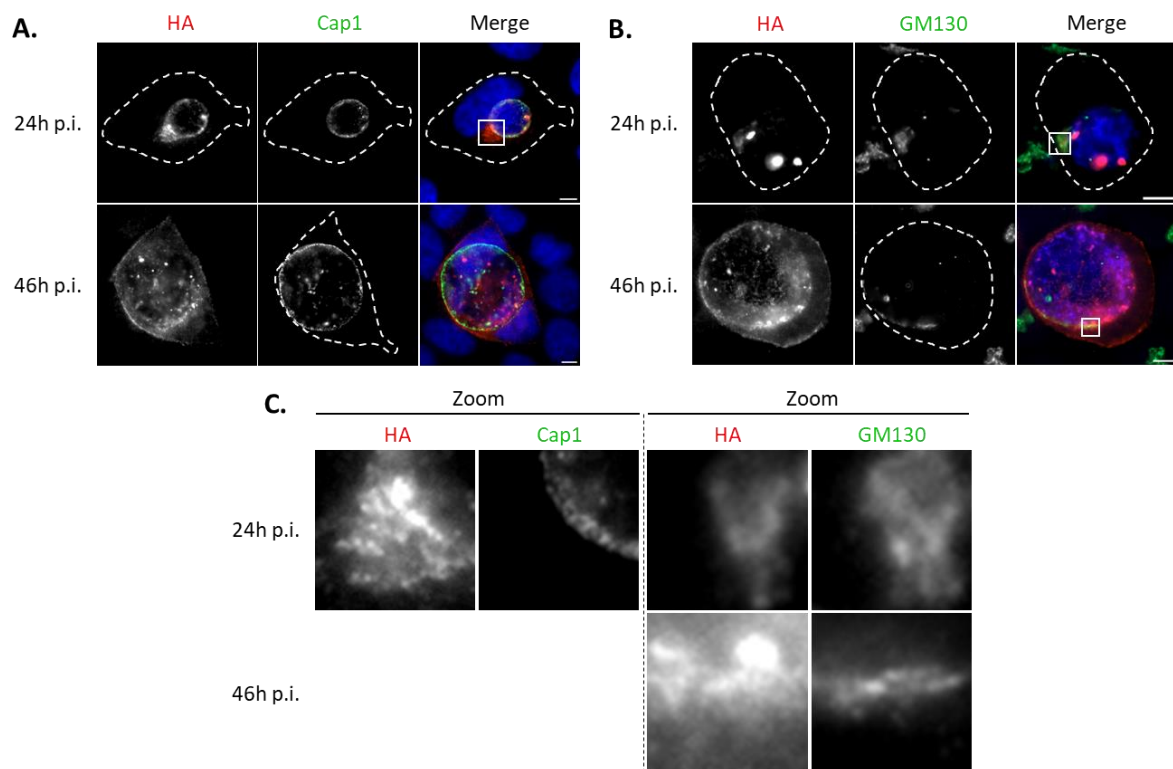 A. HA Cap1 Merge
24h p.i.
46h p.i.
B. HA GM130 Merge
24h p.i.
46h p.i.
C. Zoom Zoom
HA Cap1 HA GM130
24h p.i.
46h p.i.